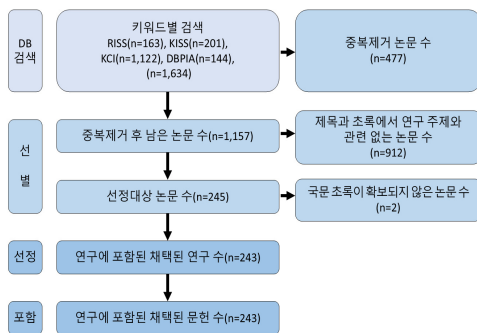 DB
검색
키워드별 검색
RISS(n=163), KISS(n=201),
KCI(n=1,122), DBPIA(n=144),
(n=1,634)
중복제거 논문 수
(n=477)
선
별
중복제거 후 남은 논문 수(n=1,157)
제목과 초록에서 연구 주제와
관련 없는 논문 수
(n=912)
선정대상 논문 수(n=245)
국문 초록이 확보되지 않은 논문 수
(n=2)
선정
연구에 포함된 채택된 연구 수(n=243)
포함
연구에 포함된 채택된 문헌 수(n=243)